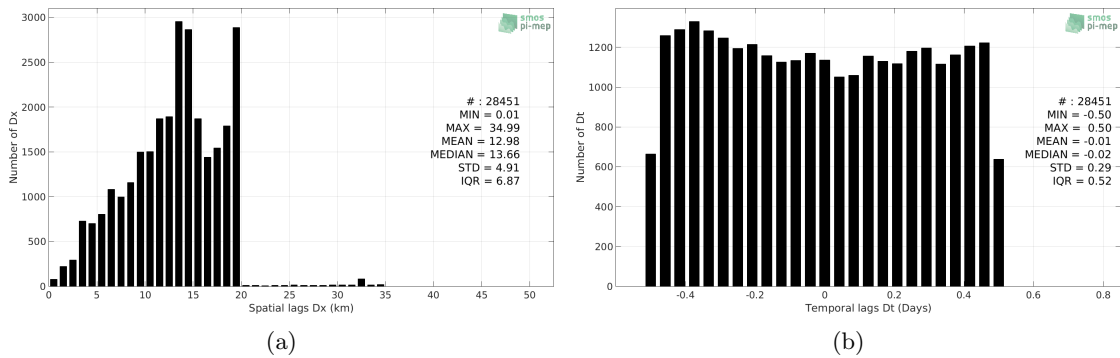 3000
2500
2000
1500
1000
500
0
Number of Dx
smos
pi-mep
# : 28451
MIN = 0.01
MAX = 34.99
MEAN = 12.98
MEDIAN = 13.66
STD = 4.91
IQR = 6.87
0 5 10 15 20 25 30 35 40 45 50
Spatial lags Dx (km)
(a)
1200
1000
800
600
400
200
0
Number of Dt
smos
pi-mep
# : 28451
MIN = -0.50
MAX = 0.50
MEAN = -0.01
MEDIAN = -0.02
STD = 0.29
IQR = 0.52
-0.4 -0.2 0 0.2 0.4 0.6 0.8
Temporal lags Dt (Days)
(b)